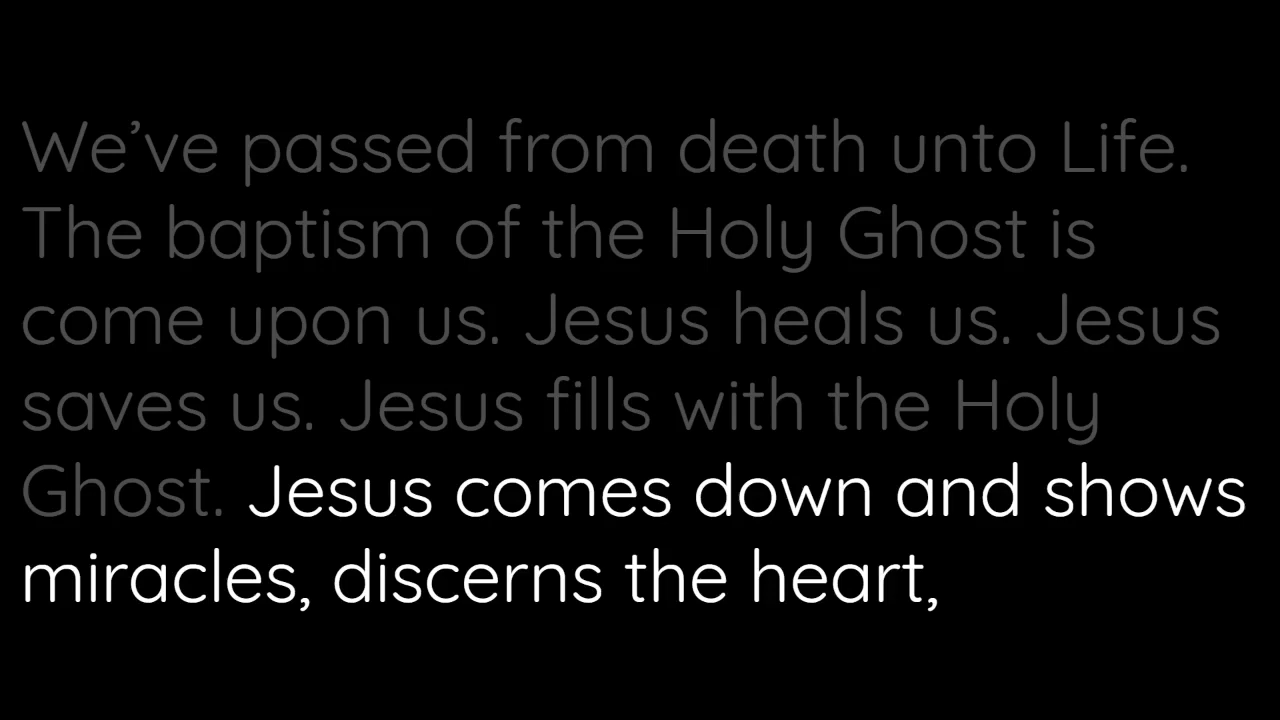 We’ve passed from death unto Life.
The baptism of the Holy Ghost is
come upon us. Jesus heals us. Jesus
saves us. Jesus fills with the Holy
Ghost. Jesus comes down and shows
miracles, discerns the heart,